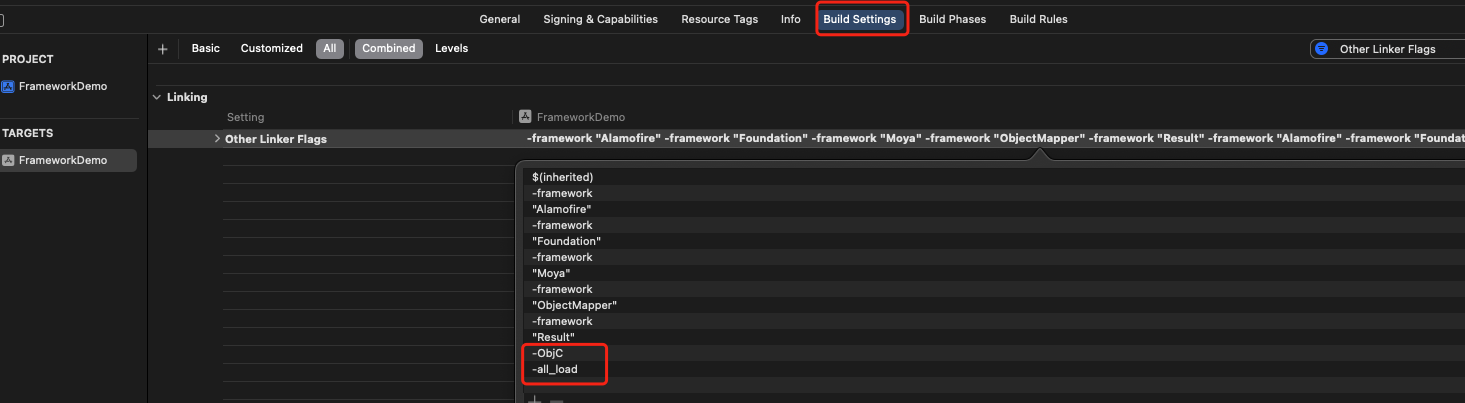 General Signing & Capabilities Resource Tags Info Build Settings Build Phases Build Rules
PROJECT
FrameworkDemo
TARGETS
FrameworkDemo
+ Basic Customized All Combined Levels Other Linker Flags
Linking
Setting FrameworkDemo
Other Linker Flags -framework "Alamofire" -framework "Foundation" -framework "Moya" -framework "ObjectMapper" -framework "Result" -framework "Alamofire" -framework "Foundat
$(inherited)
-framework
"Alamofire"
-framework
"Foundation"
-framework
"Moya"
-framework
"ObjectMapper"
-framework
"Result"
-ObjC
-all_load